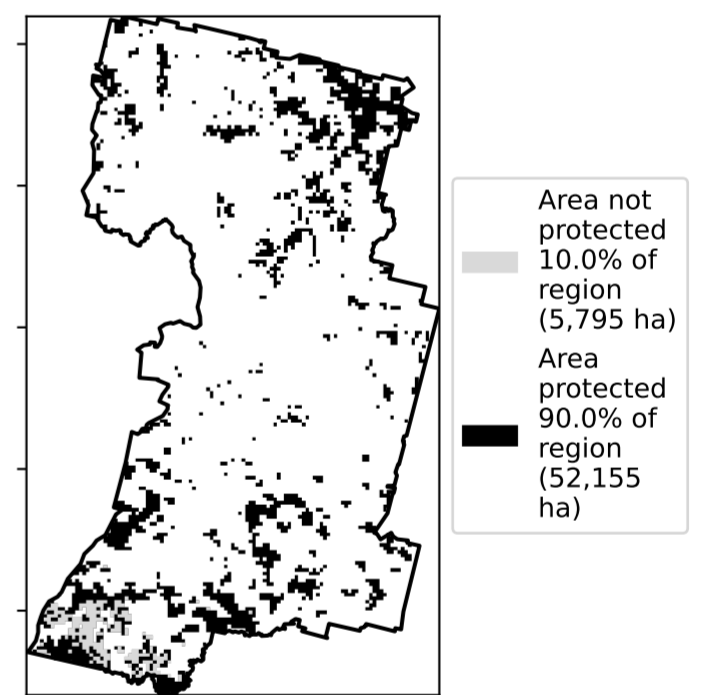 Area not
protected
10.0% of
region
(5,795 ha)
Area
protected
90.0% of
region
(52,155
ha)